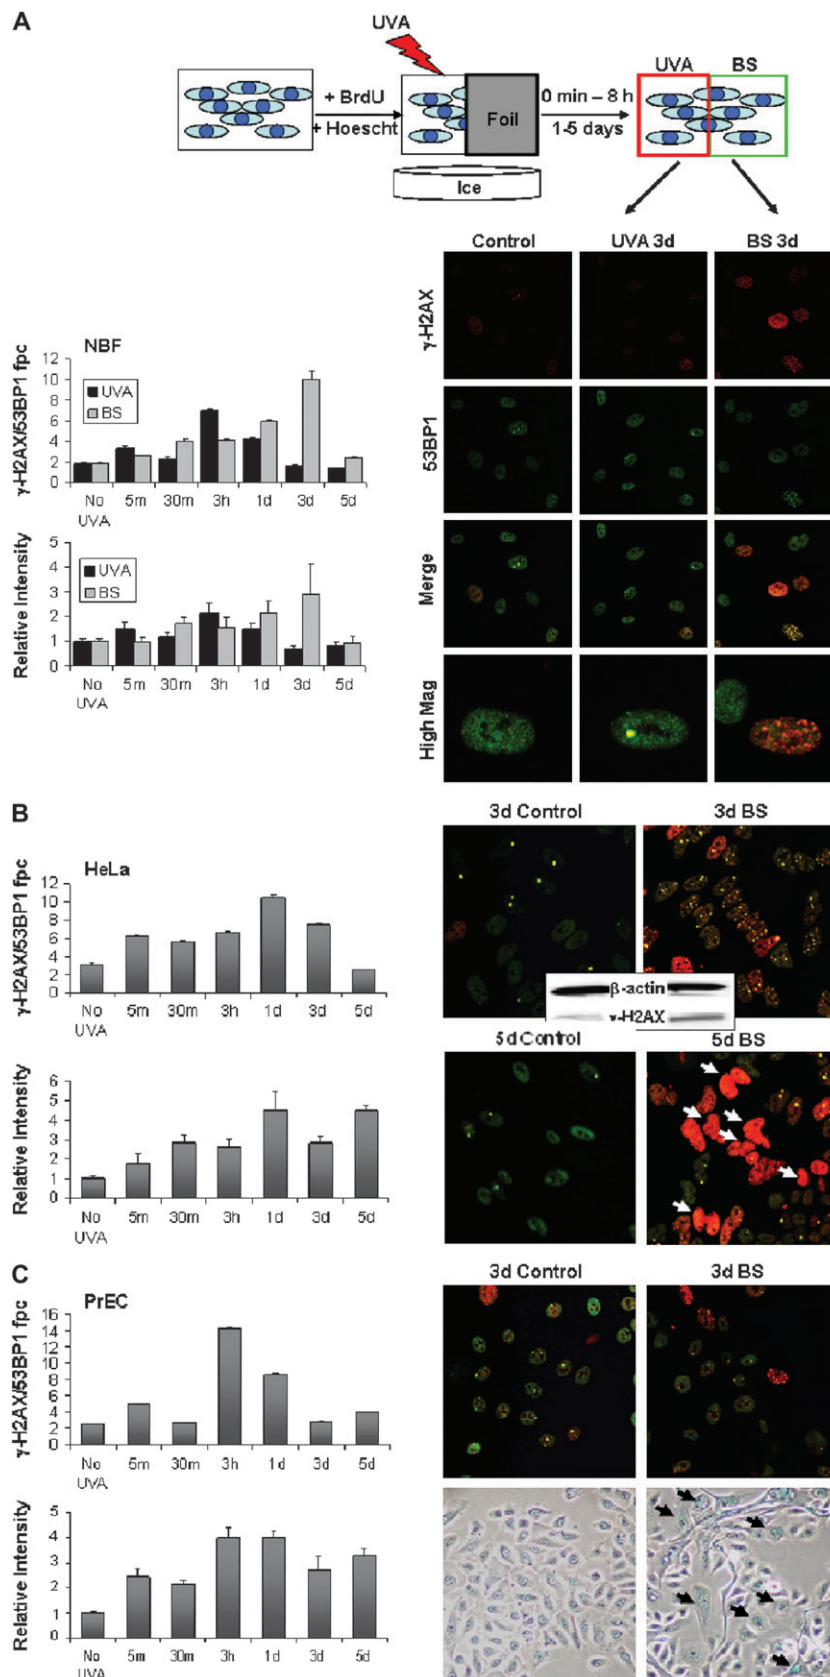 A
UVA
+ BrdU
+ Hoescht
Foil
Ice
0 min – 8 h
1-5 days
UVA BS
Control UVA 3d BS 3d
γ-H2AX
53BP1
Merge
High Mag
NBF
γ-H2AX/53BP1 fpc
12
10
8
6
4
2
0
UVA
BS
No UVA 5m 30m 3h 1d 3d 5d
Relative Intensity
5
4
3
2
1
0
UVA
BS
No UVA 5m 30m 3h 1d 3d 5d
B
HeLa
γ-H2AX/53BP1 fpc
12
10
8
6
4
2
0
No UVA 5m 30m 3h 1d 3d 5d
Relative Intensity
6
5
4
3
2
1
0
No UVA 5m 30m 3h 1d 3d 5d
3d Control 3d BS
β-actin
γ-H2AX
5d Control 5d BS
C
PrEC
γ-H2AX/53BP1 fpc
16
14
12
10
8
6
4
2
0
No UVA 5m 30m 3h 1d 3d 5d
Relative Intensity
5
4
3
2
1
0
No UVA 5m 30m 3h 1d 3d 5d
3d Control 3d BS